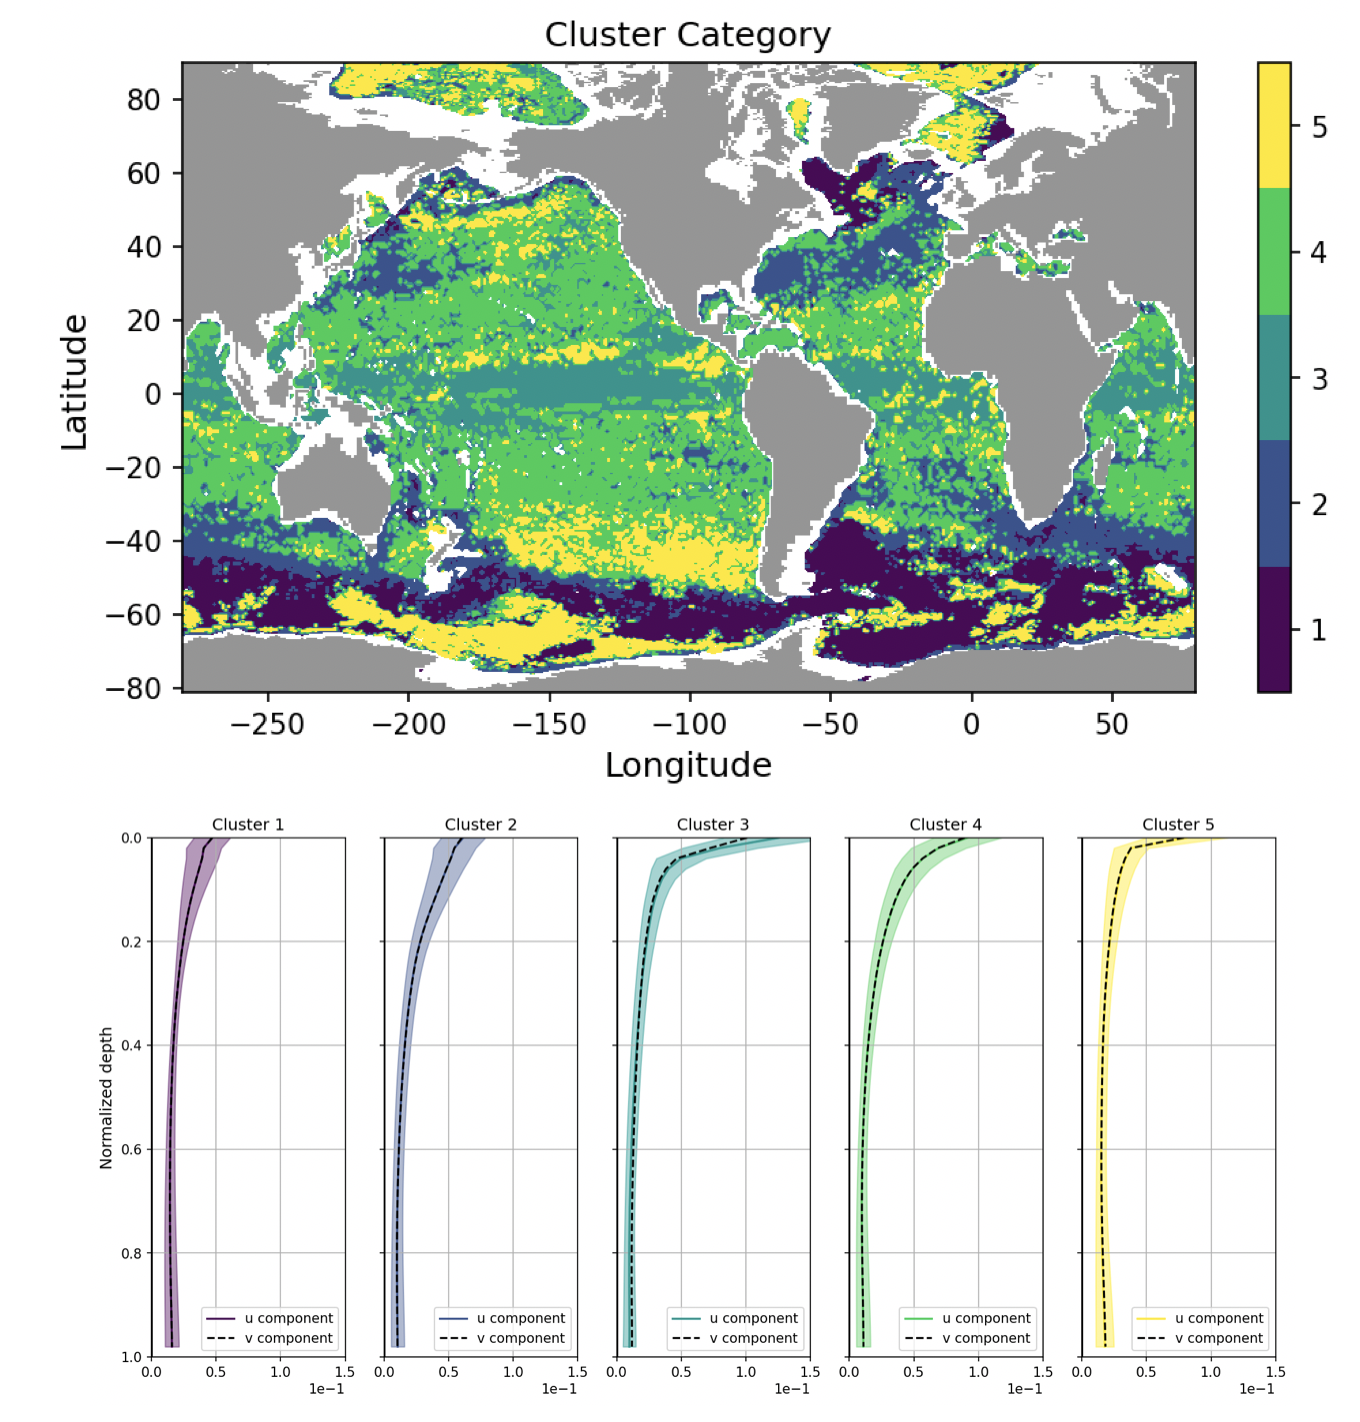 Cluster Category
80
60
40
20
0
−20
−40
−60
−80
Latitude
−250
−200
−150
−100
−50
0
50
Longitude
5
4
3
2
1
Cluster 1
Cluster 2
Cluster 3
Cluster 4
Cluster 5
0.0
0.2
0.4
0.6
0.8
1.0
Normalized depth
u component
v component
u component
v component
u component
v component
u component
v component
u component
v component
0.0 0.5 1.0 1.5
1e−1
0.0 0.5 1.0 1.5
1e−1
0.0 0.5 1.0 1.5
1e−1
0.0 0.5 1.0 1.5
1e−1
0.0 0.5 1.0 1.5
1e−1